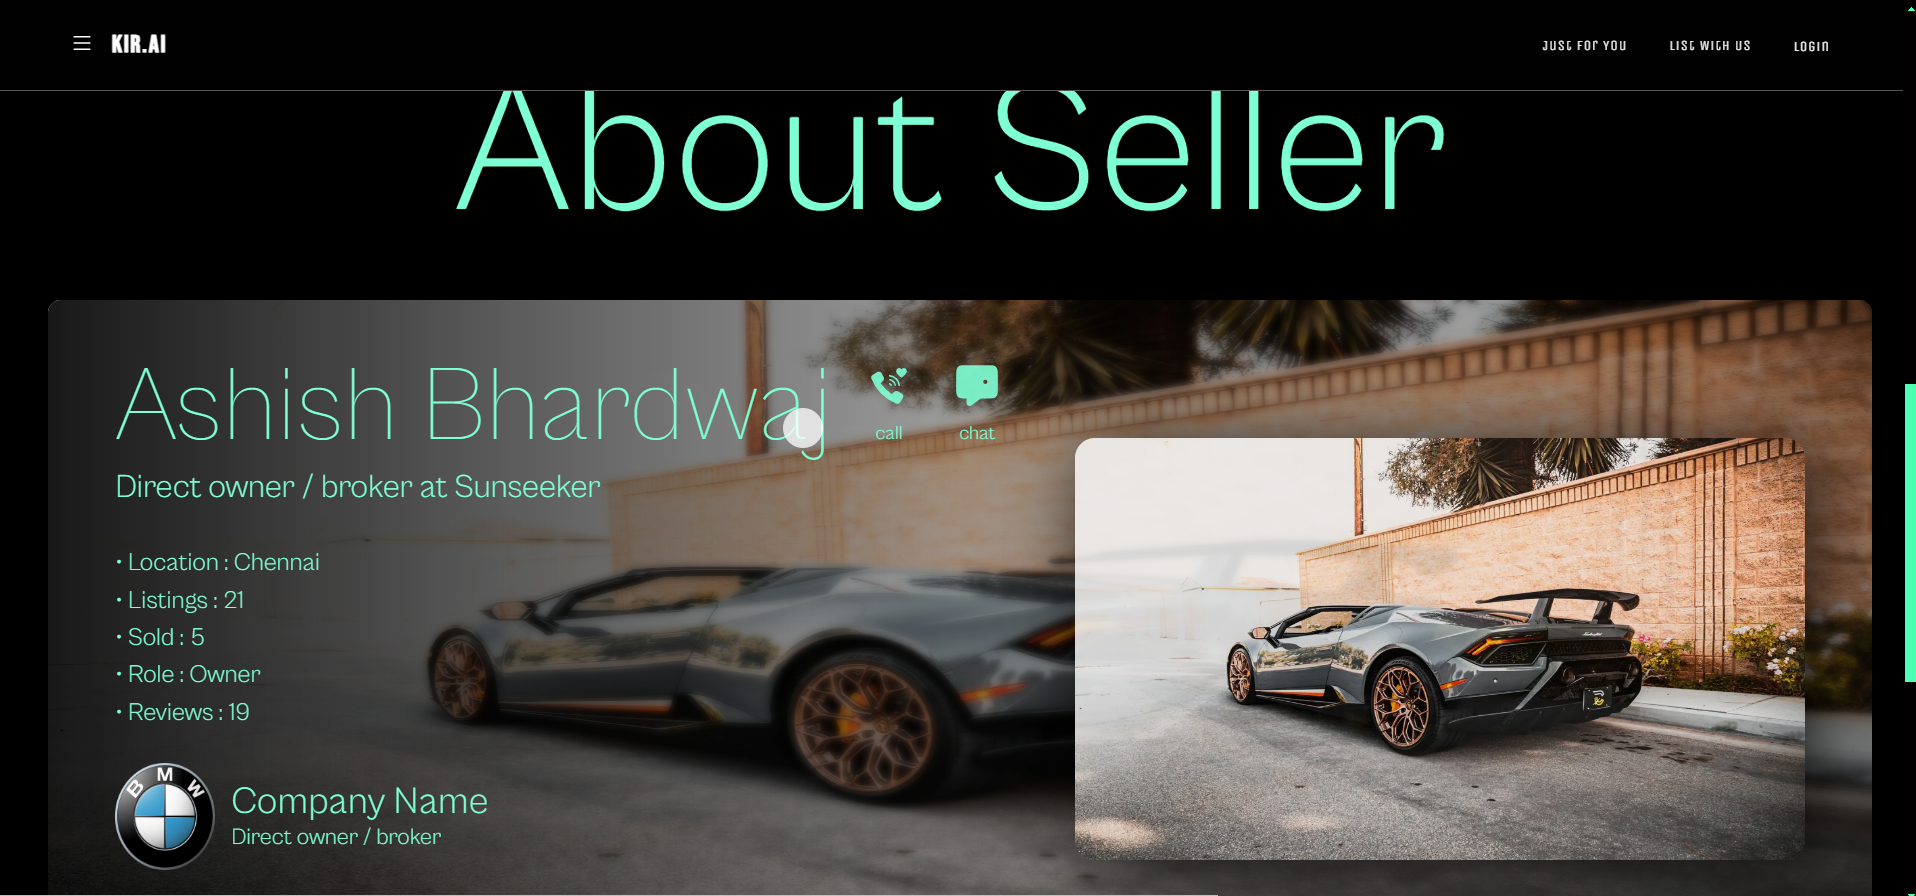 KIR.AI
JUST FOR YOU
LIST WITH US
LOGIN
About Seller
Ashish Bhardwaj
call
chat
Direct owner / broker at Sunseeker
• Location : Chennai
• Listings : 21
• Sold : 5
• Role : Owner
• Reviews : 19
BMW
Company Name
Direct owner / broker